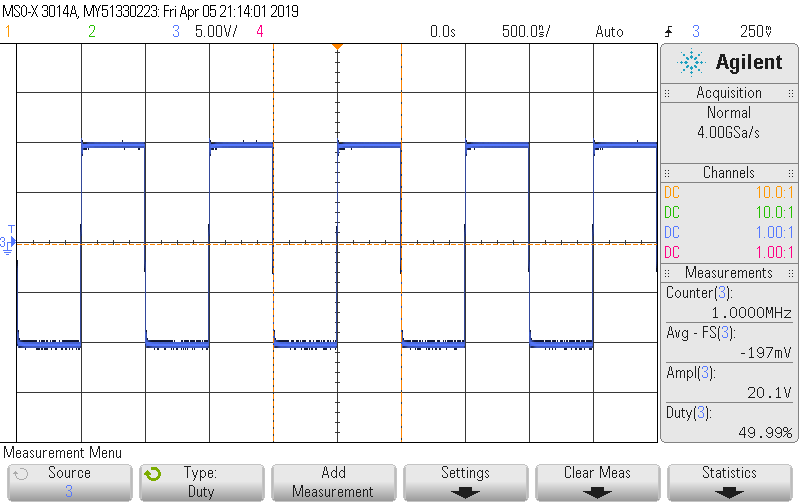 MSO-X 3014A, MY51330223: Fri Apr 05 21:14:01 2019
1 2 3 5.00V/ 4 0.0s 500.0ns/ Auto 3 250mV
Agilent
Acquisition
Normal
4.00GSa/s
Channels
DC 10.0:1
DC 10.0:1
DC 1.00:1
DC 1.00:1
Measurements
Counter(3):
1.0000MHz
Avg - FS(3):
-197mV
Ampl(3):
20.1V
Duty(3):
49.99%
T
3
Measurement Menu
Source
3
Type:
Duty
Add
Measurement
Settings
Clear Meas
Statistics